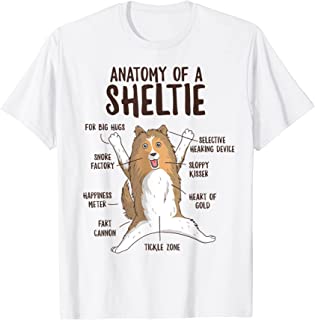 ANATOMY OF A
SHELTIE
FOR BIG HUGS
SELECTIVE
HEARING DEVICE
SNORE
FACTORY
SLOPPY
KISSER
HAPPINESS
METER
HEART OF
GOLD
FART
CANNON
TICKLE ZONE